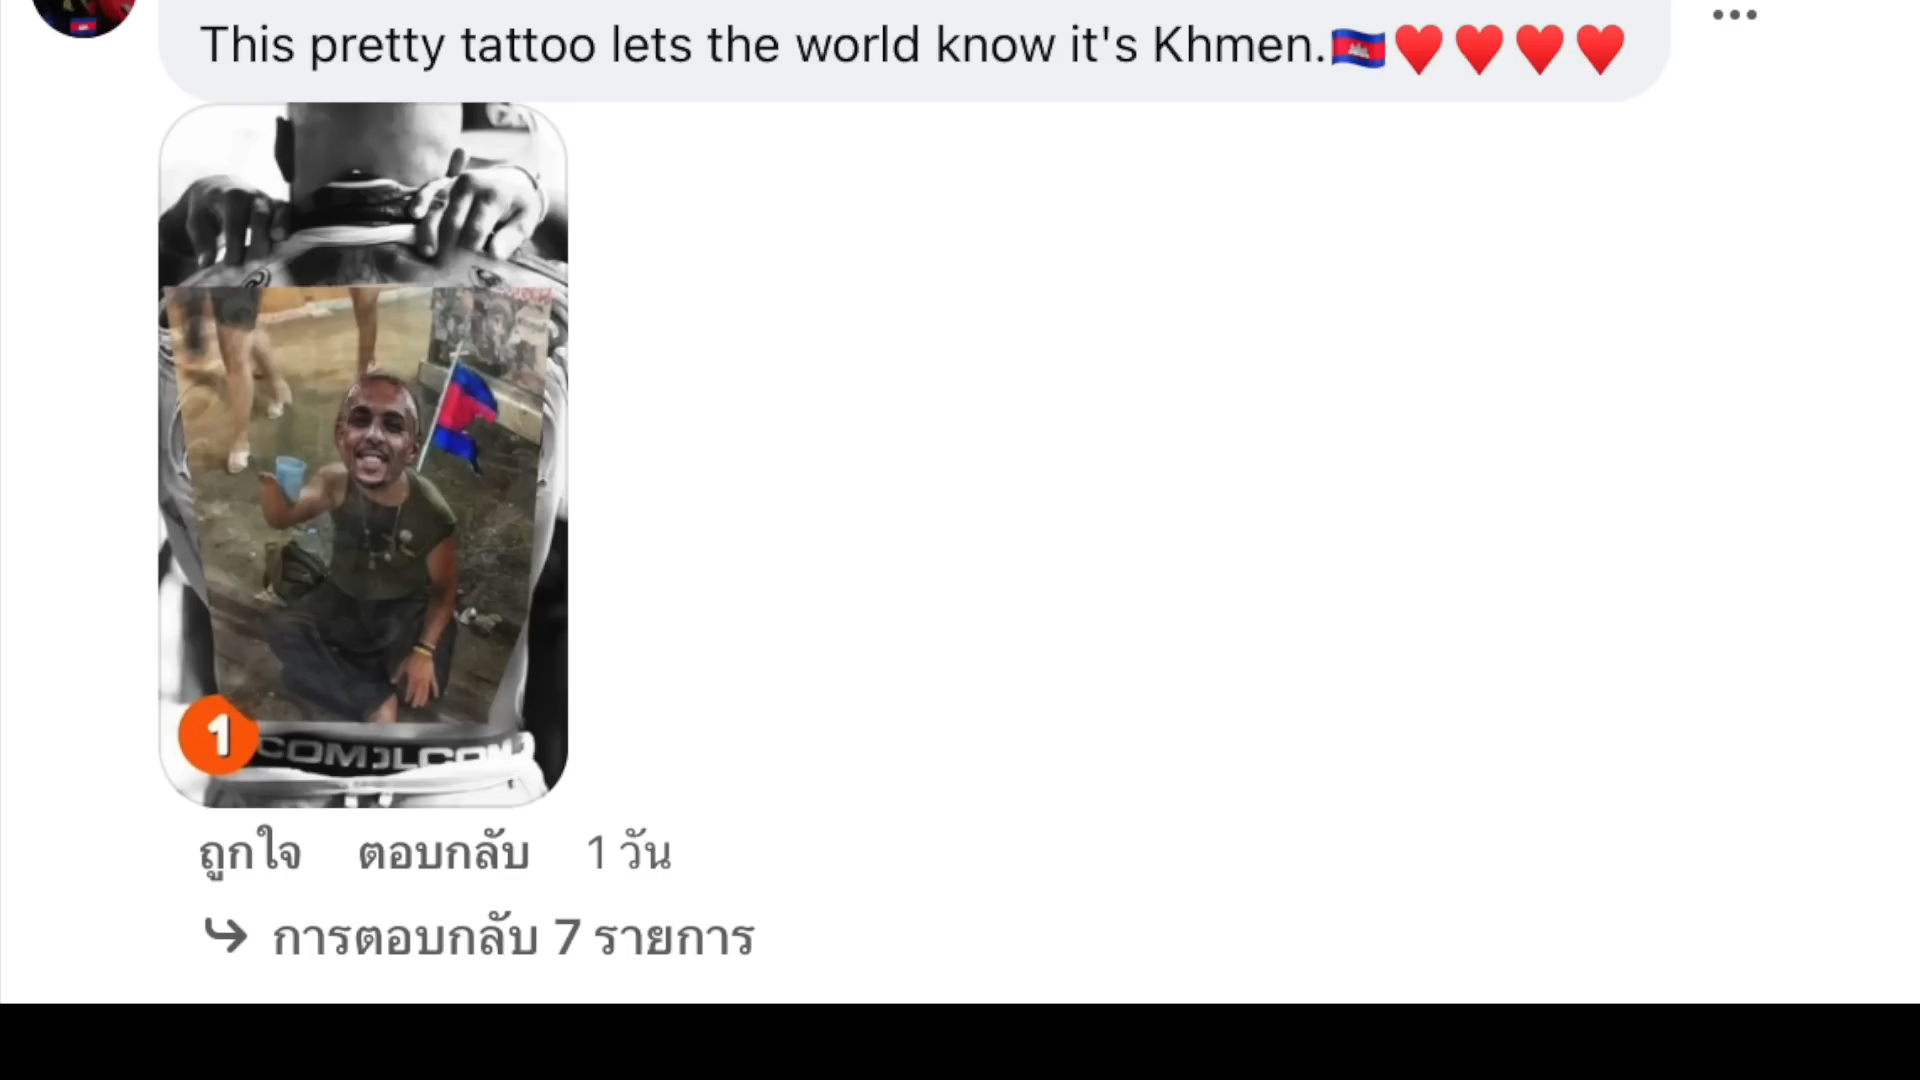 This pretty tattoo lets the world know it's Khmen.🇰🇭♥️♥️♥️♥️
1
COM
ถูกใจ ตอบกลับ 1 วัน
การตอบกลับ 7 รายการ